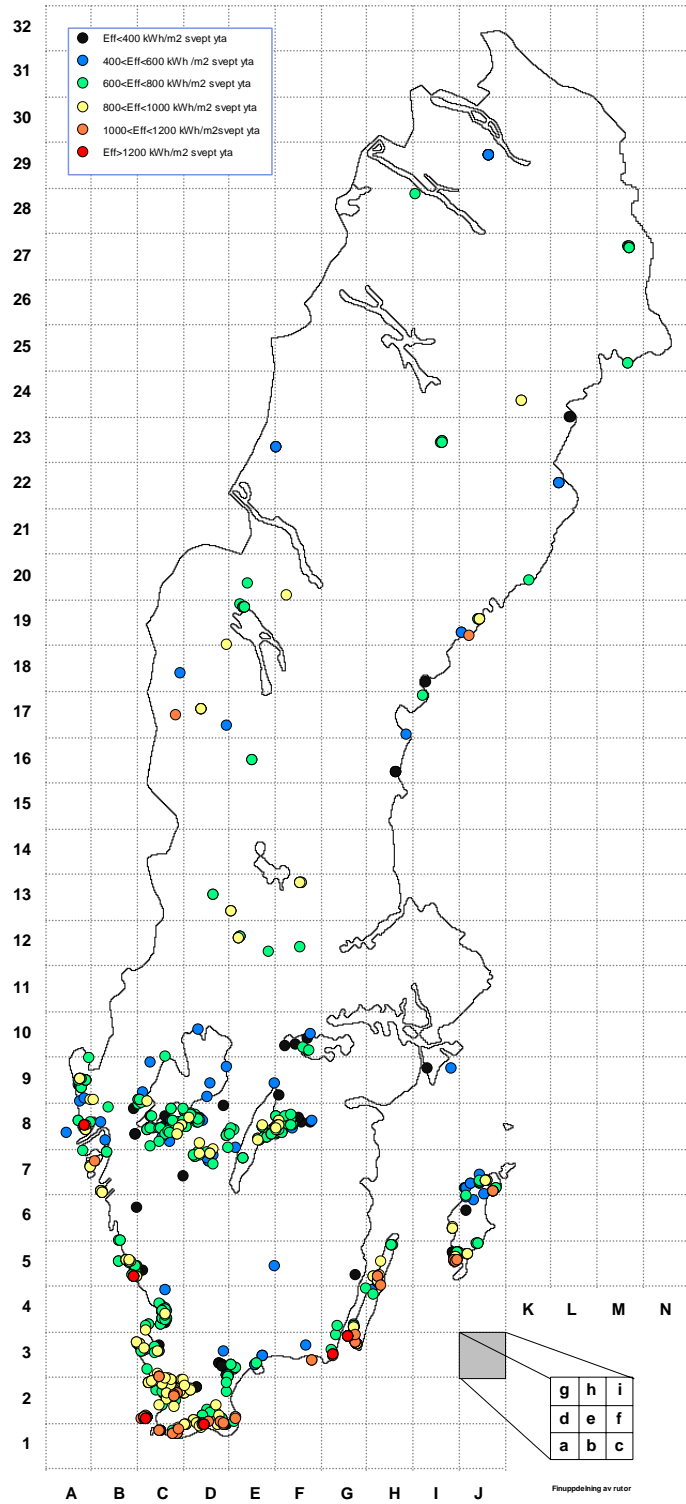 32
31
30
29
28
27
26
25
24
23
22
21
20
19
18
17
16
15
14
13
12
11
10
9
8
7
6
5
4
3
2
1
Eff<400 kWh/m2 svept yta
400<Eff<600 kWh /m2 svept yta
600<Eff<800 kWh/m2 svept yta
800<Eff<1000 kWh/m2 svept yta
1000<Eff<1200 kWh/m2svept yta
Eff>1200 kWh/m2 svept yta
K L M N
g h i
d e f
a b c
A B C D E F G H I J
Finuppdelning av rutor